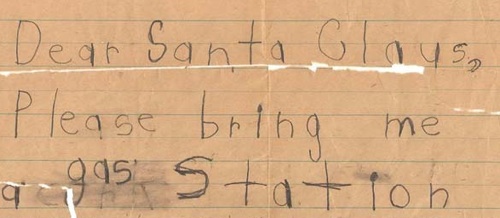 Dear Santa Claus,
Please bring me
a gas Station